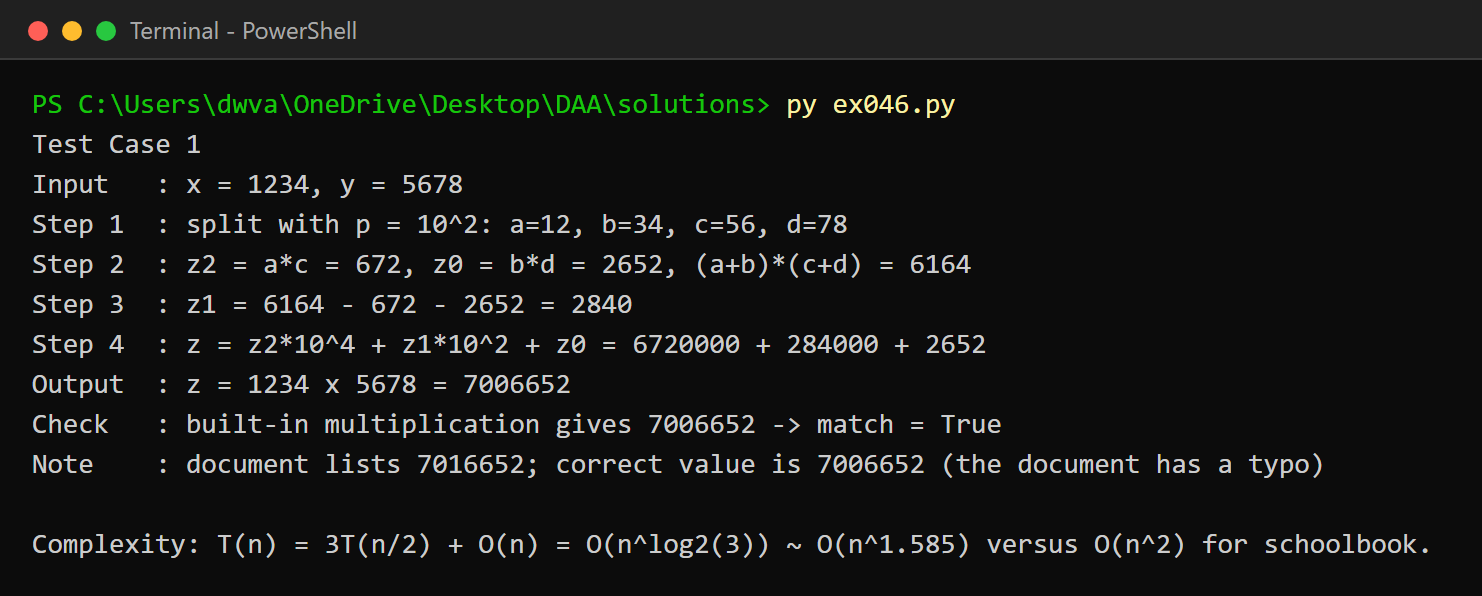 Terminal - PowerShell
PS C:\Users\dwva\OneDrive\Desktop\DAA\solutions> py ex046.py
Test Case 1
Input   : x = 1234, y = 5678
Step 1  : split with p = 10^2: a=12, b=34, c=56, d=78
Step 2  : z2 = a*c = 672, z0 = b*d = 2652, (a+b)*(c+d) = 6164
Step 3  : z1 = 6164 - 672 - 2652 = 2840
Step 4  : z = z2*10^4 + z1*10^2 + z0 = 6720000 + 284000 + 2652
Output  : z = 1234 x 5678 = 7006652
Check   : built-in multiplication gives 7006652 -> match = True
Note    : document lists 7016652; correct value is 7006652 (the document has a typo)
Complexity: T(n) = 3T(n/2) + O(n) = O(n^log2(3)) ~ O(n^1.585) versus O(n^2) for schoolbook.